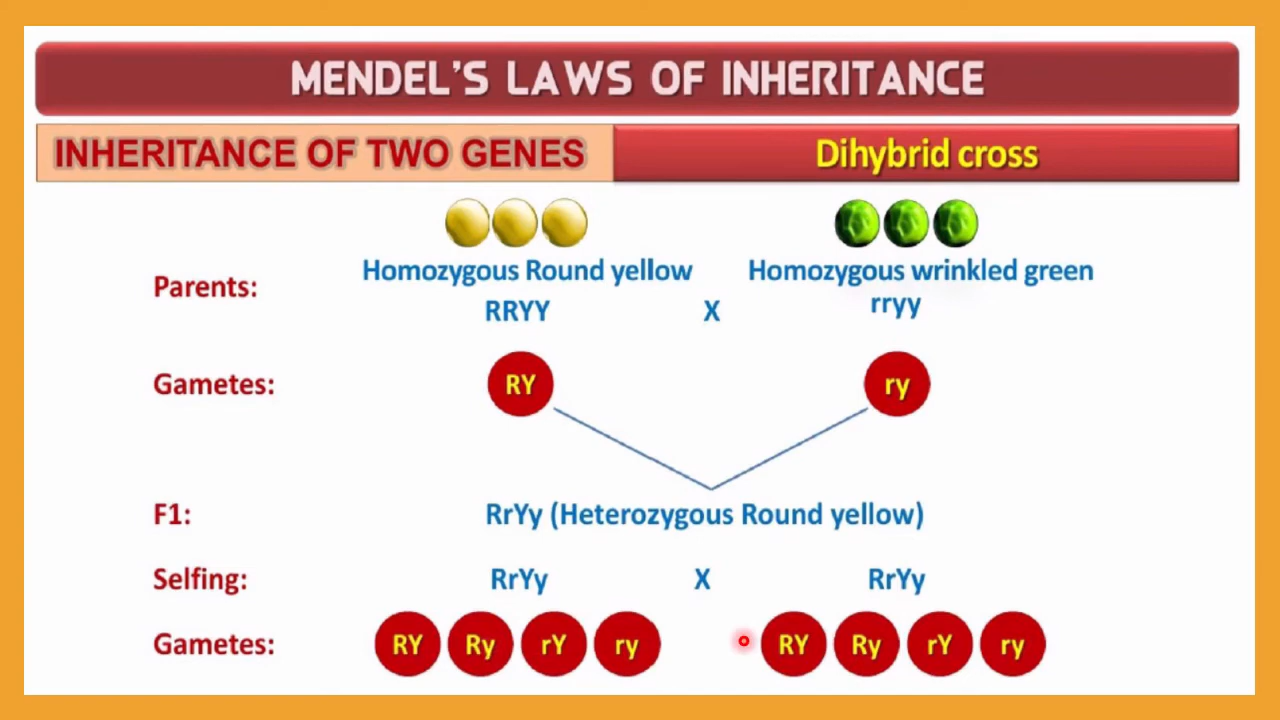 MENDEL'S LAWS OF INHERITANCE
INHERITANCE OF TWO GENES
Dihybrid cross
Parents:
Homozygous Round yellow
Homozygous wrinkled green
RRYY X rryy
Gametes: RY ry
F1: RrYy (Heterozygous Round yellow)
Selfing: RrYy X RrYy
Gametes: RY Ry rY ry RY Ry rY ry